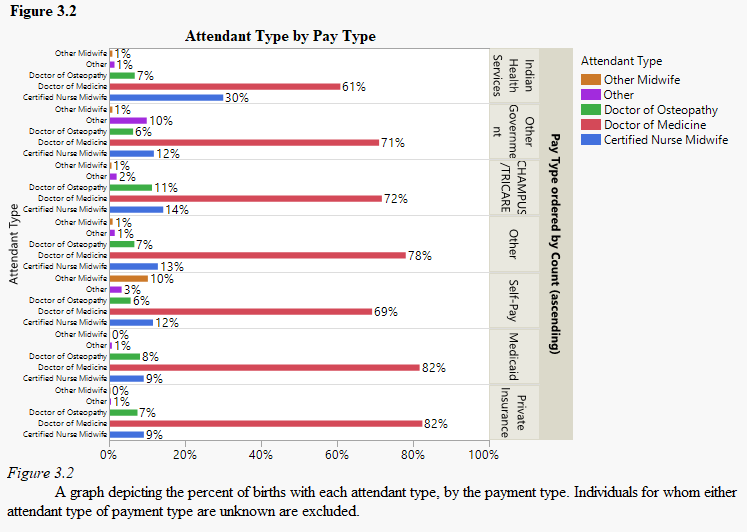 Figure 3.2
Attendant Type by Pay Type
Attendant Type
Other Midwife 1%
Other 1%
Doctor of Osteopathy 7%
Doctor of Medicine 61%
Certified Nurse Midwife 30%
Indian
Health
Services
Other Midwife 1%
Other 10%
Doctor of Osteopathy 6%
Doctor of Medicine 71%
Certified Nurse Midwife 12%
Other
Governme
nt
Other Midwife 1%
Other 2%
Doctor of Osteopathy 11%
Doctor of Medicine 72%
Certified Nurse Midwife 14%
CHAMPUS
/TRICARE
Other Midwife 1%
Other 1%
Doctor of Osteopathy 7%
Doctor of Medicine 78%
Certified Nurse Midwife 13%
Other
Other Midwife 10%
Other 3%
Doctor of Osteopathy 6%
Doctor of Medicine 69%
Certified Nurse Midwife 12%
Self-Pay
Other Midwife 0%
Other 1%
Doctor of Osteopathy 8%
Doctor of Medicine 82%
Certified Nurse Midwife 9%
Medicaid
Other Midwife 0%
Other 1%
Doctor of Osteopathy 7%
Doctor of Medicine 82%
Certified Nurse Midwife 9%
Private
Insurance
0% 20% 40% 60% 80% 100%
Pay Type ordered by Count (ascending)
Attendant Type
Other Midwife
Other
Doctor of Osteopathy
Doctor of Medicine
Certified Nurse Midwife
Figure 3.2
A graph depicting the percent of births with each attendant type, by the payment type. Individuals for whom either
attendant type of payment type are unknown are excluded.